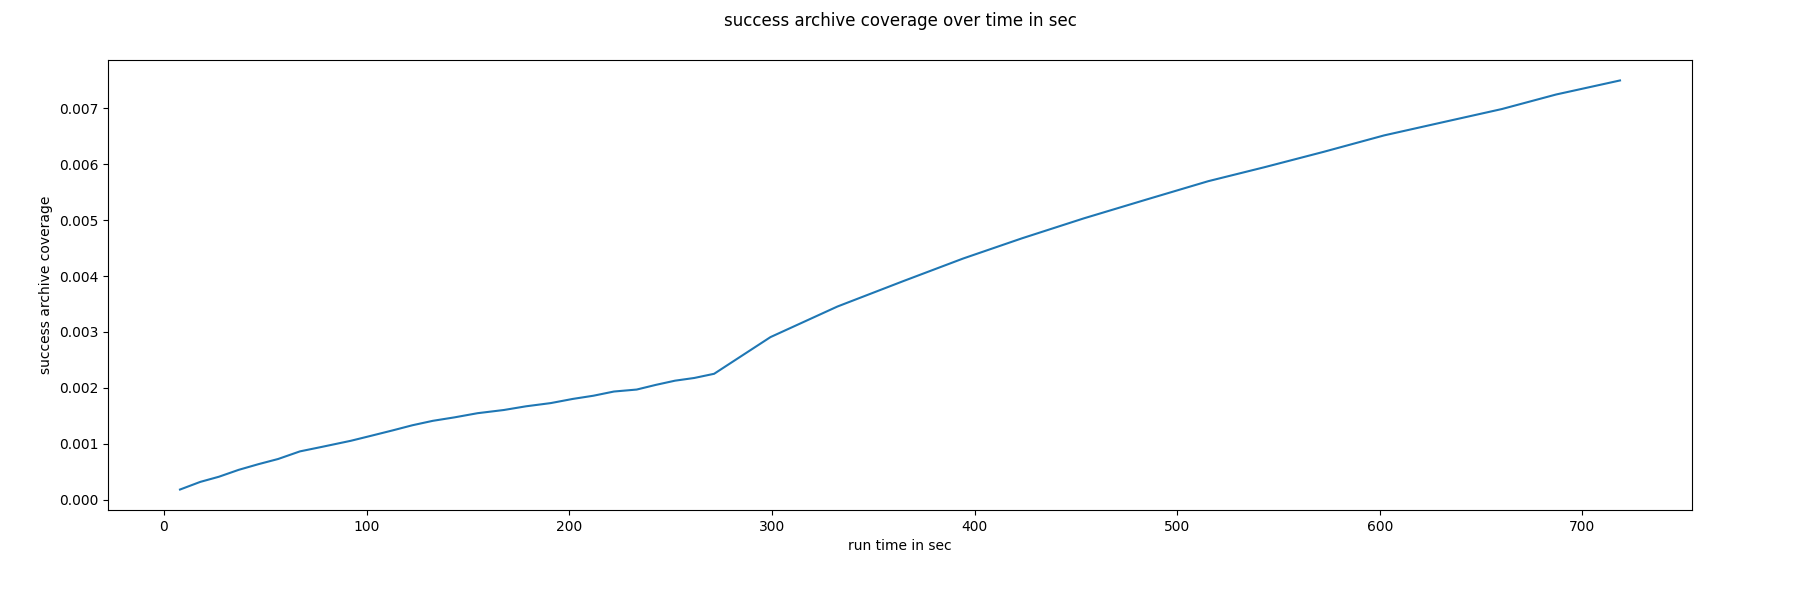 success archive coverage over time in sec
0.007
0.006
0.005
0.004
0.003
0.002
0.001
0.000
success archive coverage
0 100 200 300 400 500 600 700
run time in sec